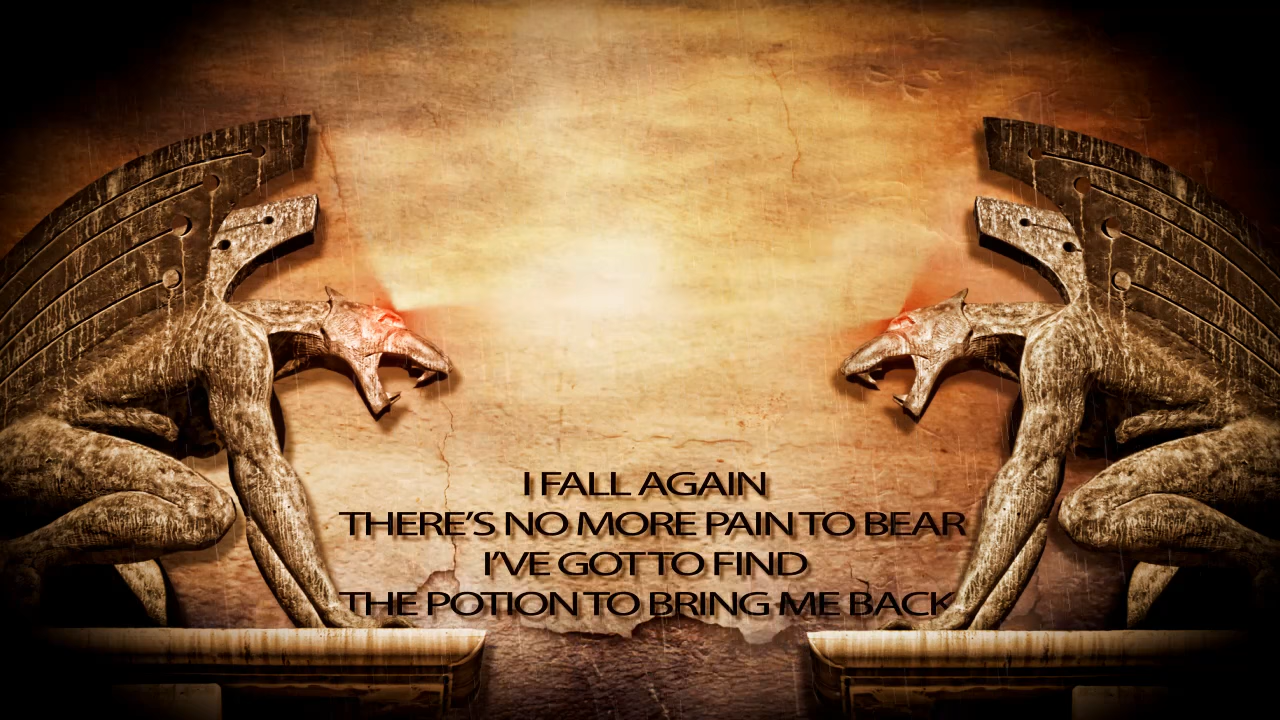 I FALL AGAIN
THERE'S NO MORE PAIN TO BEAR
I'VE GOT TO FIND
THE POTION TO BRING ME BACK